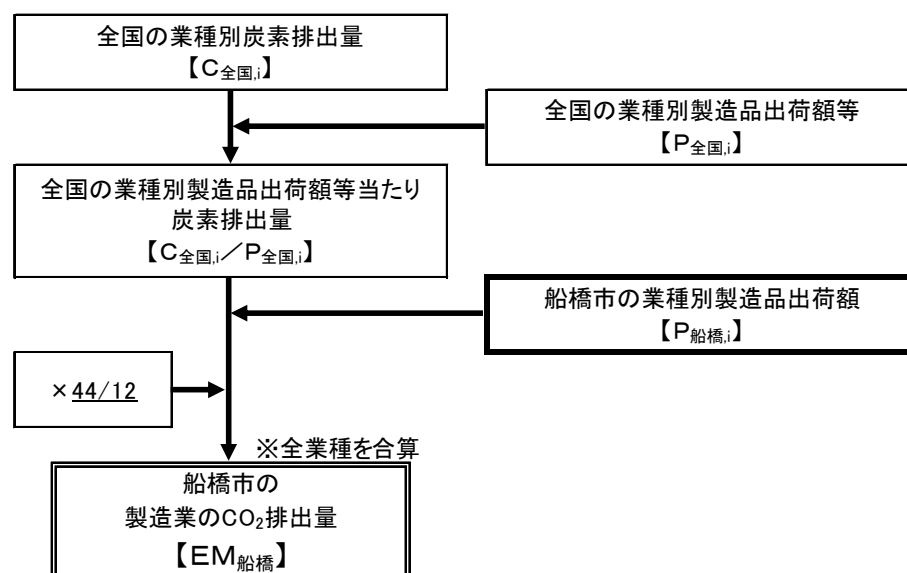 全国の業種別炭素排出量
【C全国,i】
全国の業種別製造品出荷額等
【P全国,i】
全国の業種別製造品出荷額等当たり
炭素排出量
【C全国,i／P全国,i】
船橋市の業種別製造品出荷額
【P船橋,i】
×44/12
※全業種を合算
船橋市の
製造業のCO₂排出量
【EM船橋】